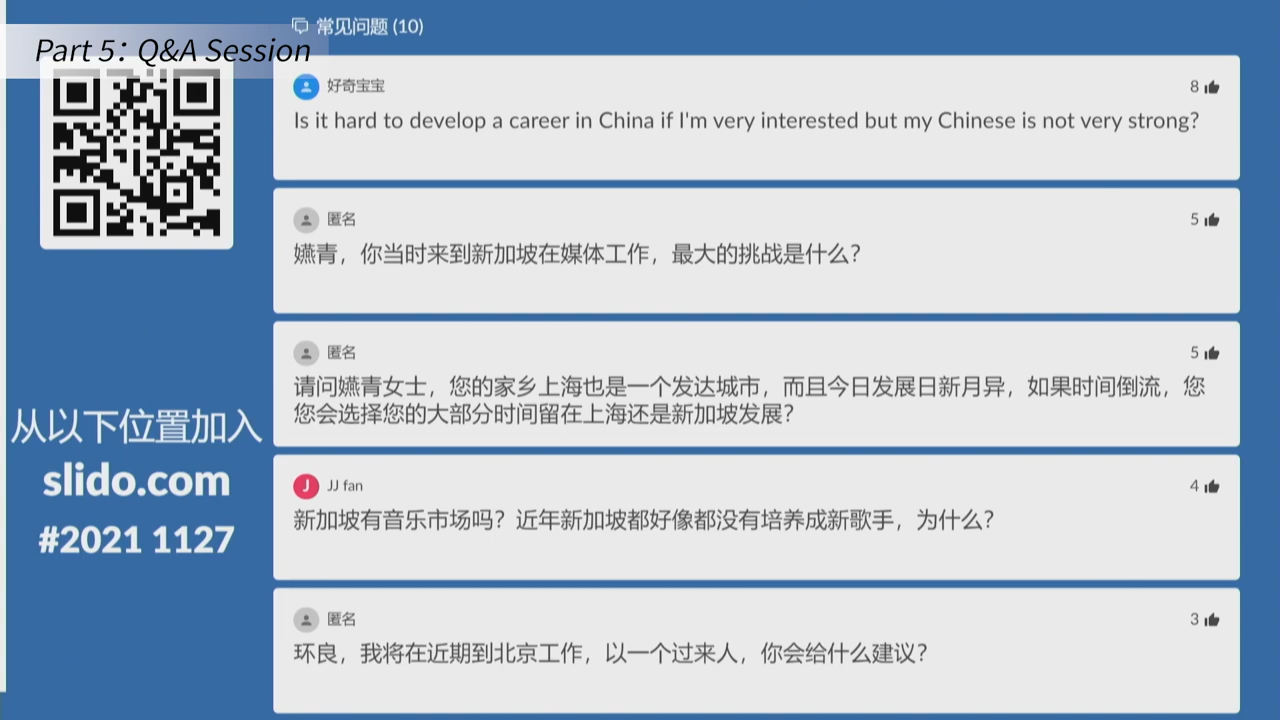 常见问题 (10)
Part 5：Q&A Session
好奇宝宝
8
Is it hard to develop a career in China if I'm very interested but my Chinese is not very strong?
匿名
5
嬿青，你当时来到新加坡在媒体工作，最大的挑战是什么？
匿名
5
请问嬿青女士，您的家乡上海也是一个发达城市，而且今日发展日新月异，如果时间倒流，您
您会选择您的大部分时间留在上海还是新加坡发展？
J
JJ fan
4
新加坡有音乐市场吗？近年新加坡都好像都没有培养成新歌手，为什么？
匿名
3
环良，我将在近期到北京工作，以一个过来人，你会给什么建议？
从以下位置加入
slido.com
#2021 1127